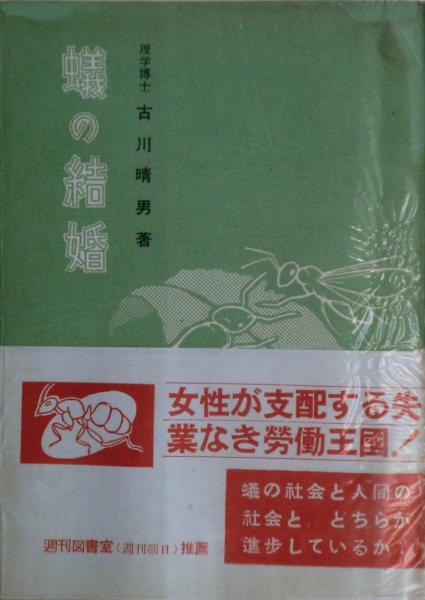 蟻の結婚
理学博士 古川晴男著
女性が支配する失
業なき勞働王國!
蟻の社会と人間の
社会と どちらが
進歩しているか
週刊図書室(週刊朝日)推薦